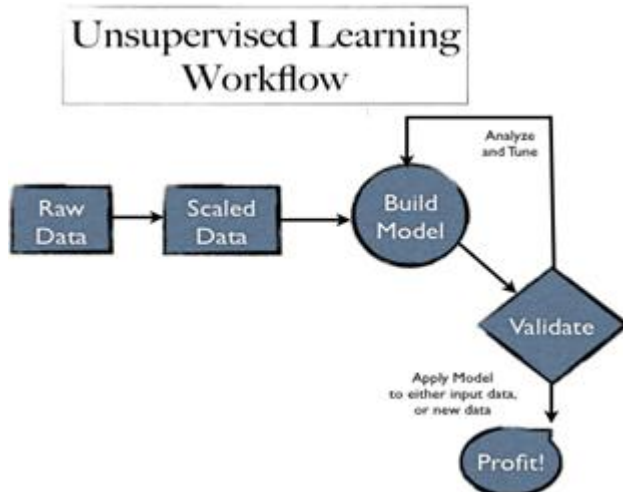 Unsupervised Learning
Workflow
Analyze
and Tune
Raw
Data
Scaled
Data
Build
Model
Validate
Apply Model
to either input data,
or new data
Profit!